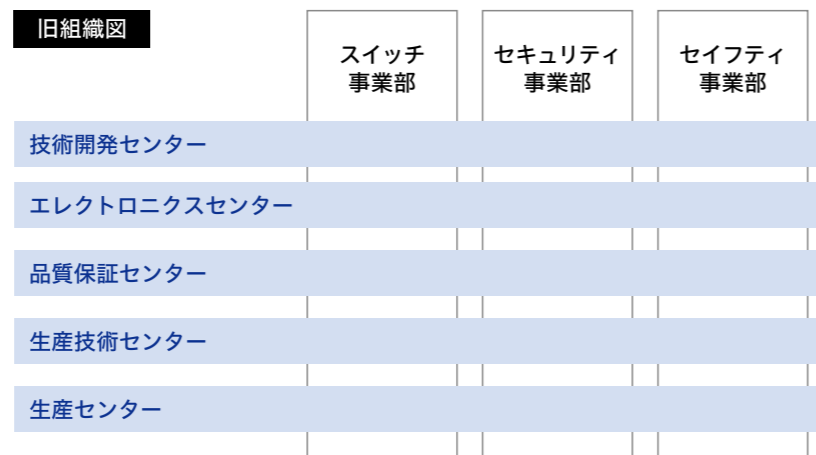 旧組織図
スイッチ
事業部
セキュリティ
事業部
セイフティ
事業部
技術開発センター
エレクトロニクスセンター
品質保証センター
生産技術センター
生産センター